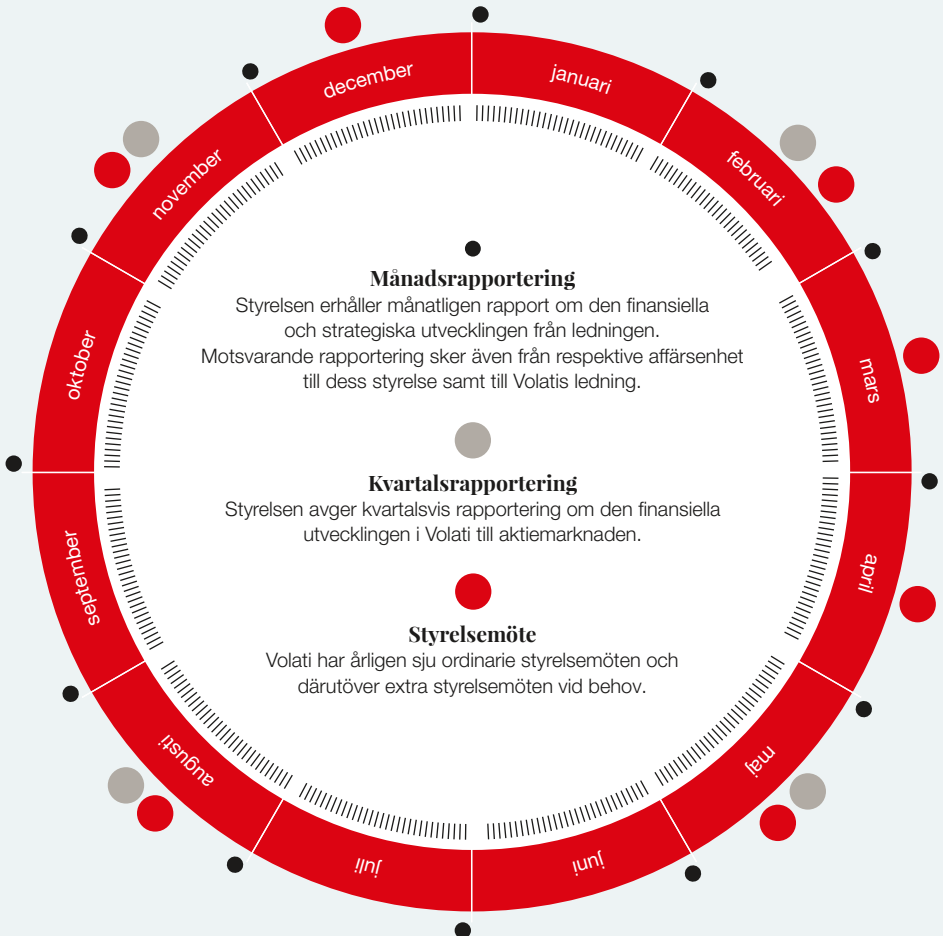 januari
februari
mars
april
maj
juni
juli
augusti
september
oktober
november
december
Månadsrapportering
Styrelsen erhåller månatligen rapport om den finansiella
och strategiska utvecklingen från ledningen.
Motsvarande rapportering sker även från respektive affärsenhet
till dess styrelse samt till Volatis ledning.
Kvartalsrapportering
Styrelsen avger kvartalsvis rapportering om den finansiella
utvecklingen i Volati till aktiemarknaden.
Styrelsemöte
Volati har årligen sju ordinarie styrelsemöten och
därutöver extra styrelsemöten vid behov.